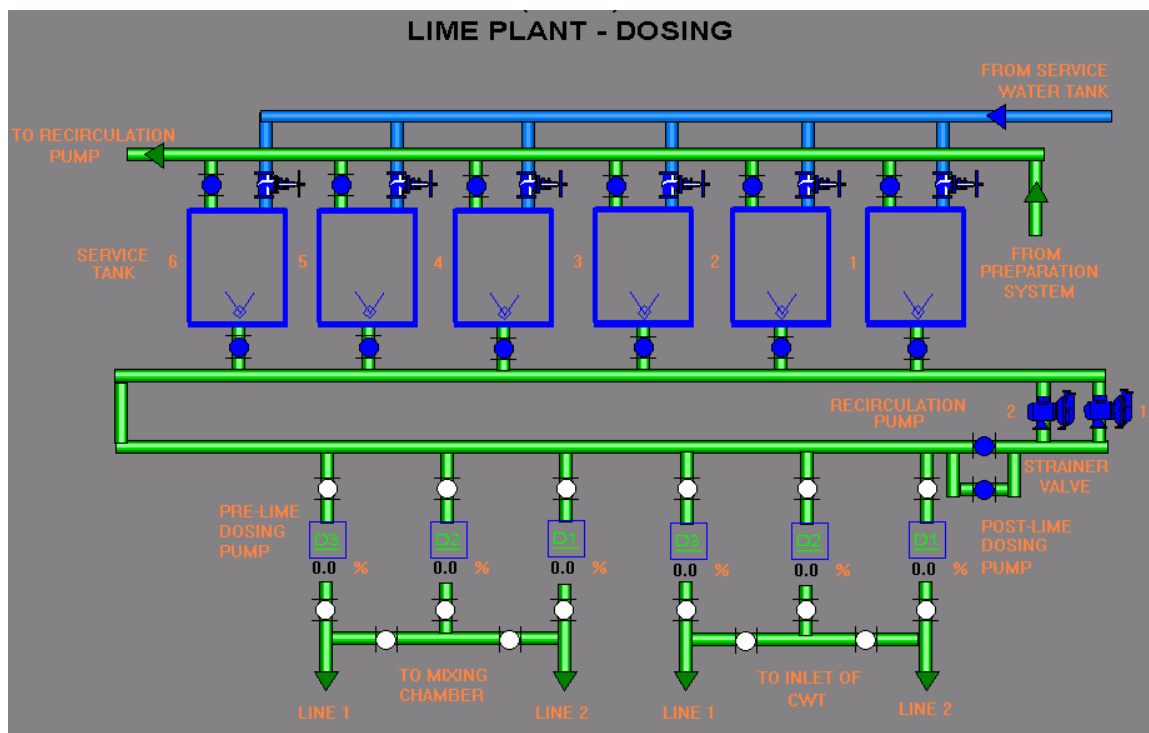 LIME PLANT - DOSING
FROM SERVICE
WATER TANK
TO RECIRCULATION
PUMP
SERVICE
TANK
6
5
4
3
2
1
FROM
PREPARATION
SYSTEM
RECIRCULATION
PUMP
2
1
STRAINER
VALVE
PRE-LIME
DOSING
PUMP
D3
D2
D1
D3
D2
D1
POST-LIME
DOSING
PUMP
0.0 %
0.0 %
0.0 %
0.0 %
0.0 %
0.0 %
TO MIXING
CHAMBER
TO INLET OF
CWT
LINE 1
LINE 2
LINE 1
LINE 2